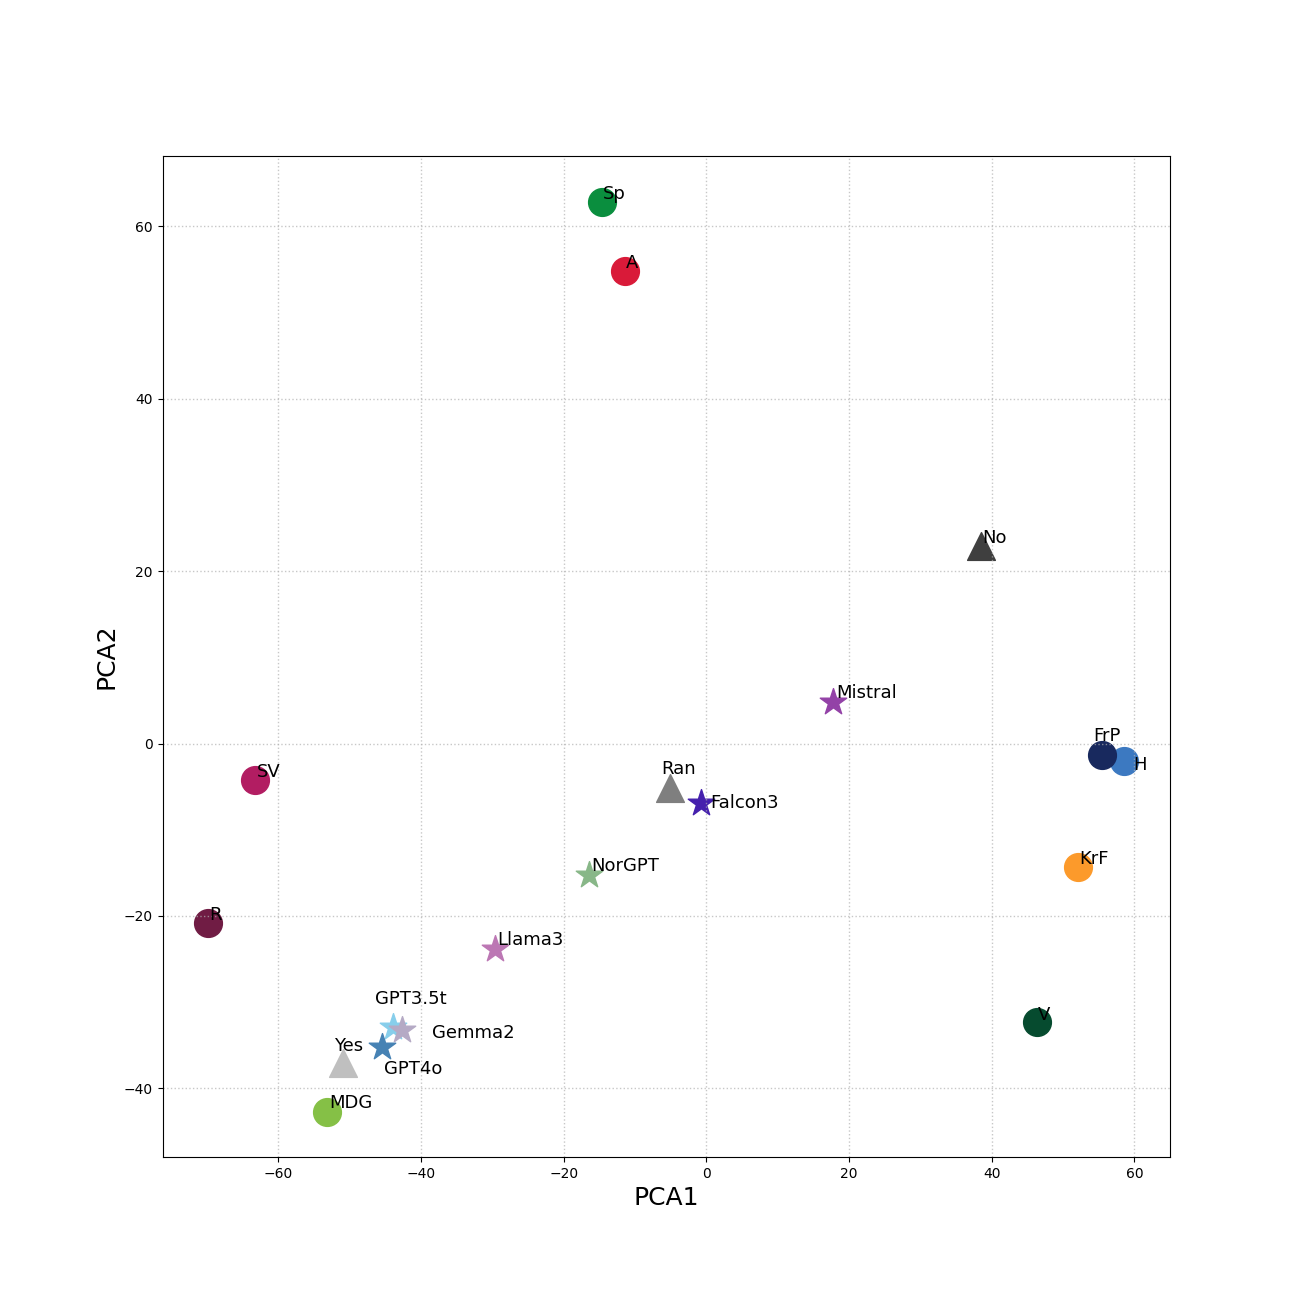 Sp
A
No
Mistral
FrP
H
SV
Ran
Falcon3
KrF
NorGPT
R
Llama3
GPT3.5t
V
Gemma2
Yes
GPT4o
MDG
60
40
20
0
−20
−40
−60
−40
−20
0
20
40
60
PCA1
PCA2